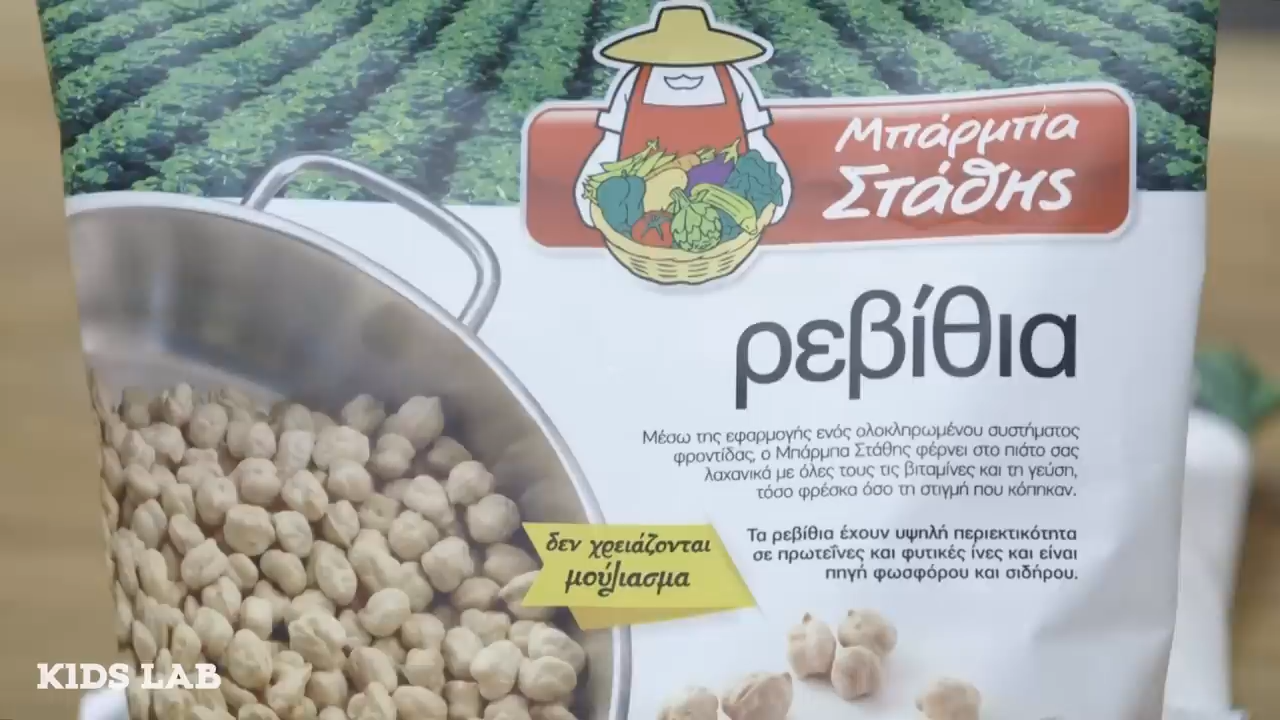 Μπάρμπα
Στάθης
ρεβίθια
Μέσω της εφαρμογής ενός ολοκληρωμένου συστήματος
φροντίδας, ο Μπάρμπα Στάθης φέρνει στο πιάτο σας
λαχανικά με όλες τους τις βιταμίνες και τη γεύση,
τόσο φρέσκα όσο τη στιγμή που κόπηκαν.
δεν χρειάζονται
μούλιασμα
Τα ρεβίθια έχουν υψηλή περιεκτικότητα
σε πρωτεΐνες και φυτικές ίνες και είναι
πηγή φωσφόρου και σιδήρου.
KIDS LAB